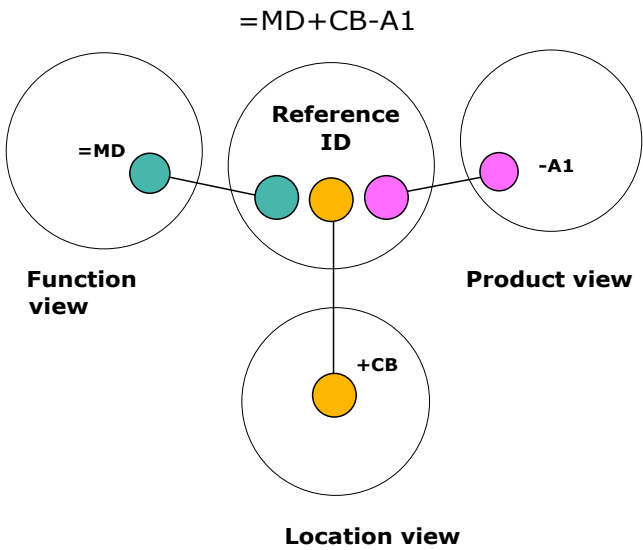 =MD+CB-A1
Reference
ID
=MD
-A1
Function
view
Product view
+CB
Location view